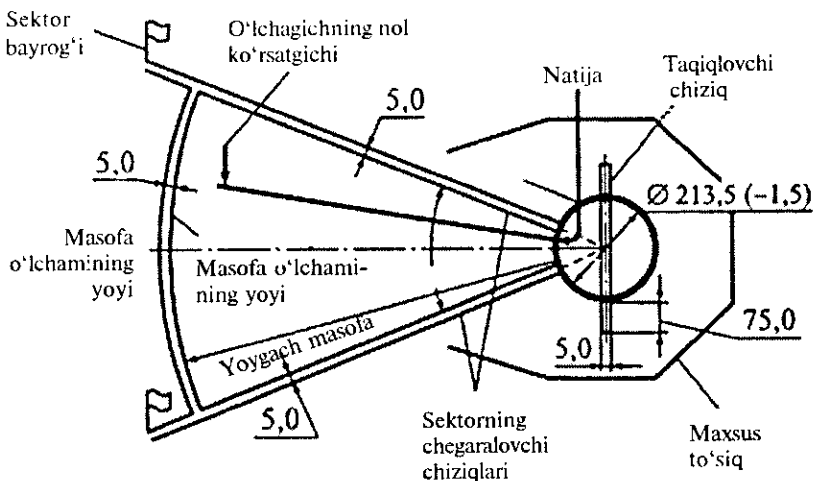 Sektor
bayrog‘i
O‘lchagichning nol
ko‘rsatgichi
Natija
Taqiqlovchi
chiziq
5,0
5,0
Ø 213,5 (−1,5)
Masofa
o‘lchamining
yoyi
Masofa o‘lchami-
ning yoyi
Yoygach masofa
75,0
5,0
5,0
Sektorning
chegaralovchi
chiziqlari
Maxsus
to‘siq